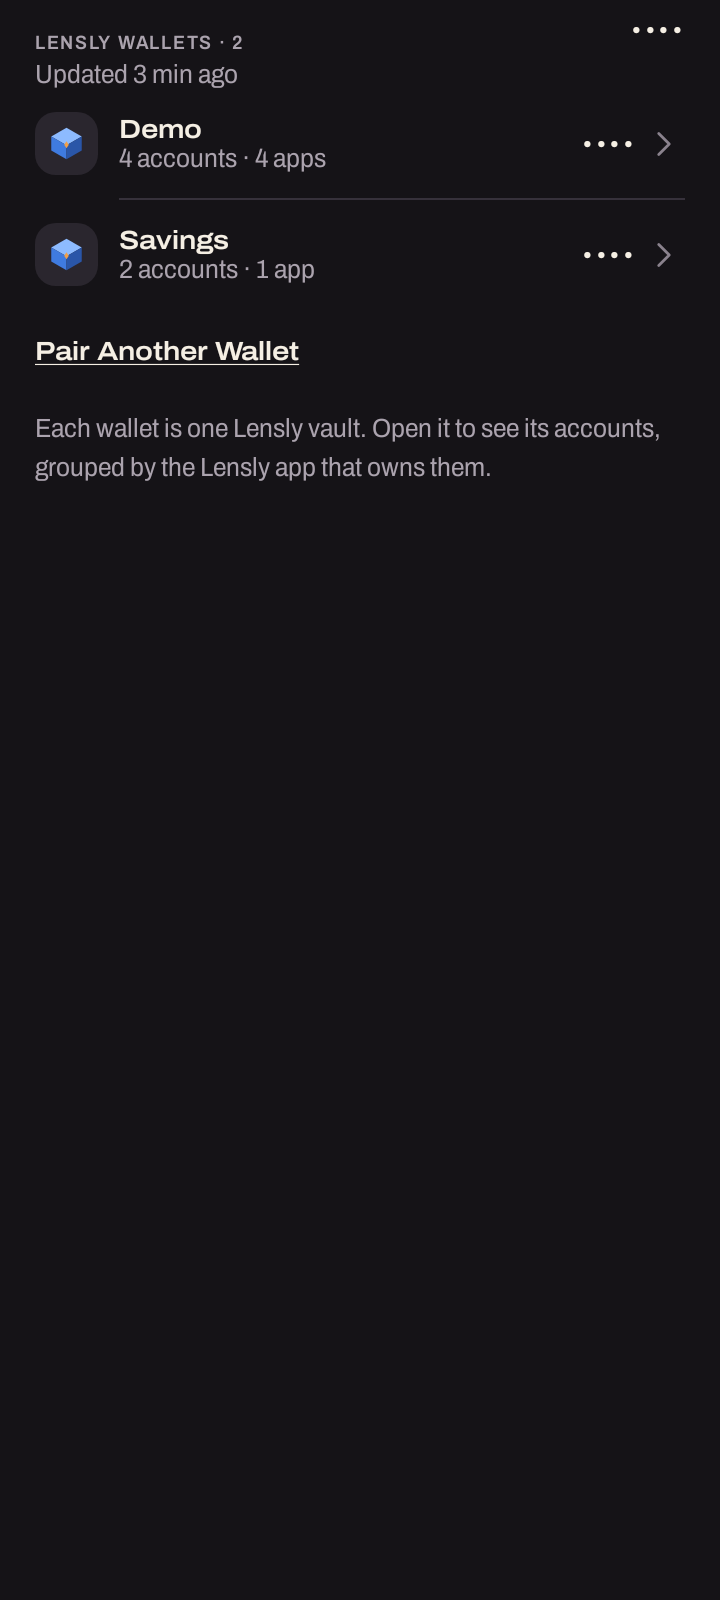 LENSLY WALLETS · 2
••••
Updated 3 min ago
Demo
4 accounts · 4 apps
••••
Savings
2 accounts · 1 app
••••
Pair Another Wallet
Each wallet is one Lensly vault. Open it to see its accounts,
grouped by the Lensly app that owns them.